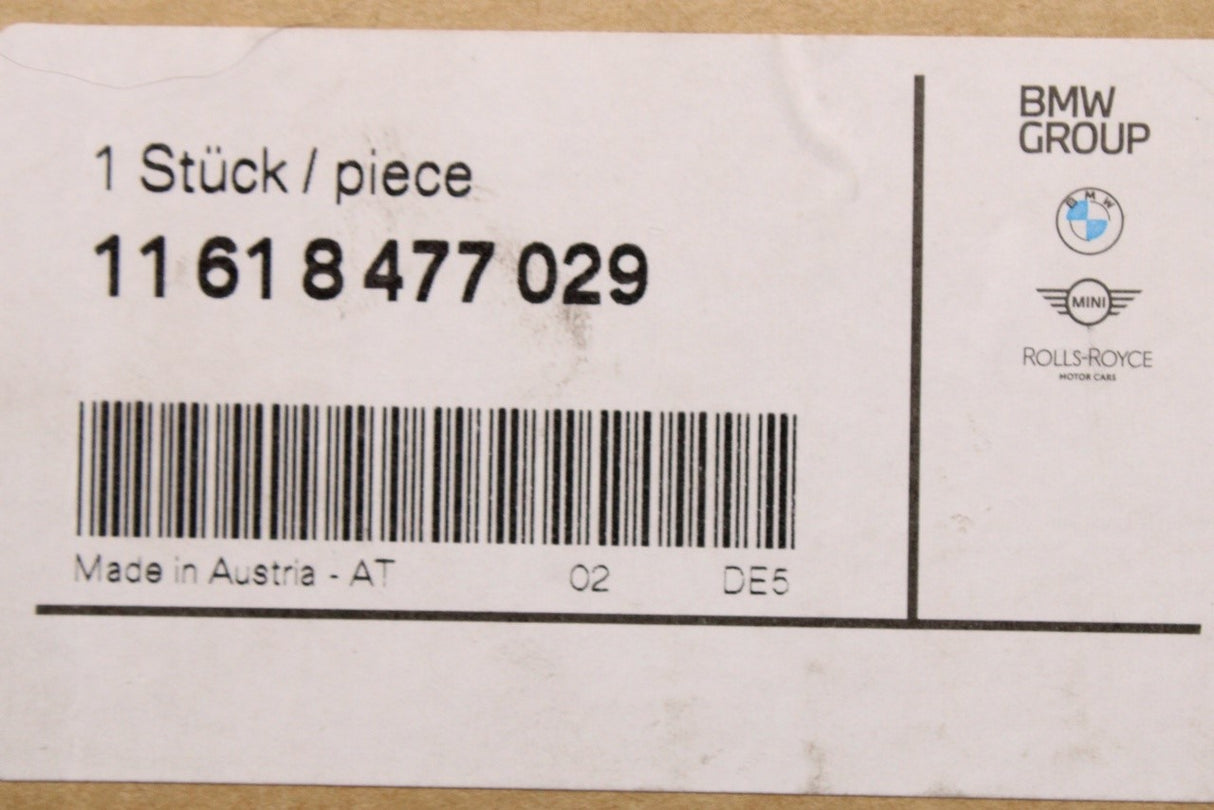 1 Stück / piece
11 61 8 477 029
Made in Austria - AT 02 DE5
BMW
GROUP
BMW
MINI
ROLLS-ROYCE
MOTOR CARS